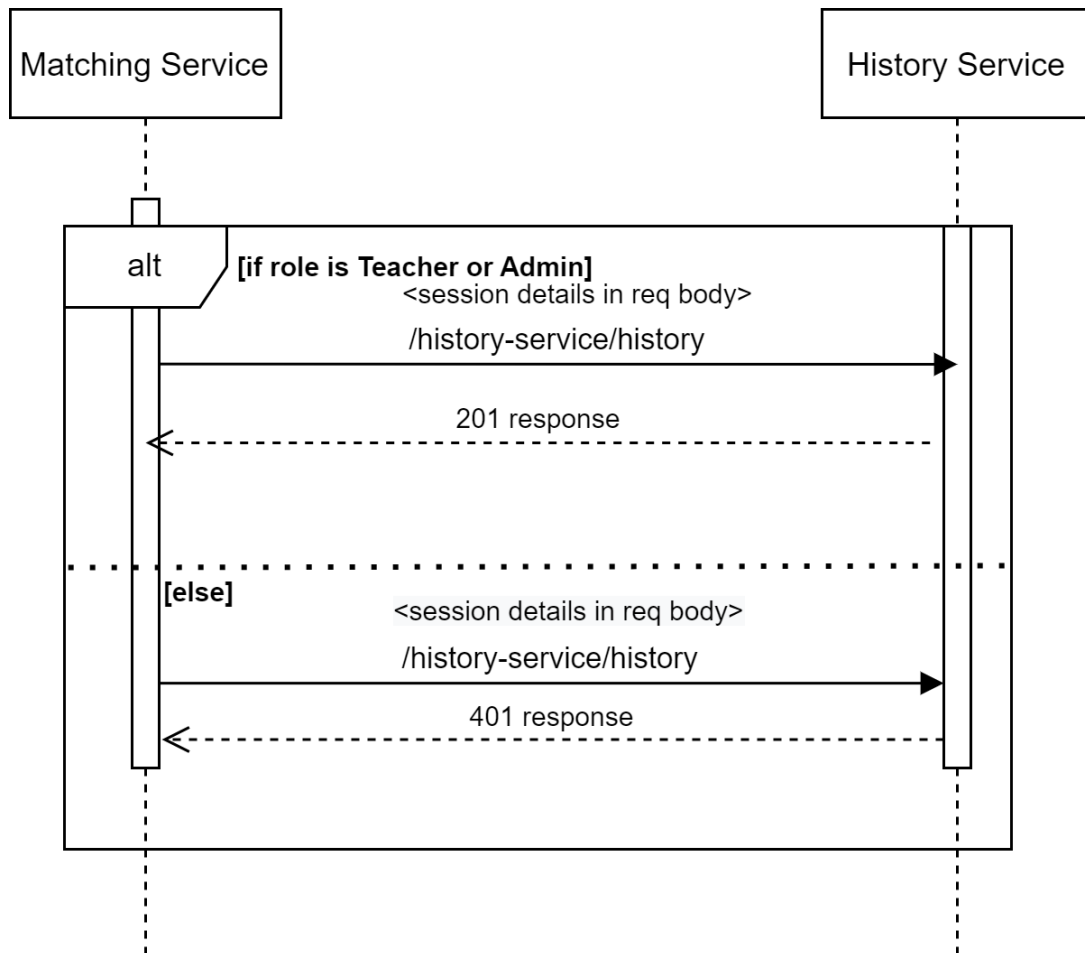 Matching Service
History Service
alt
[if role is Teacher or Admin]
<session details in req body>
/history-service/history
201 response
[else]
<session details in req body>
/history-service/history
401 response